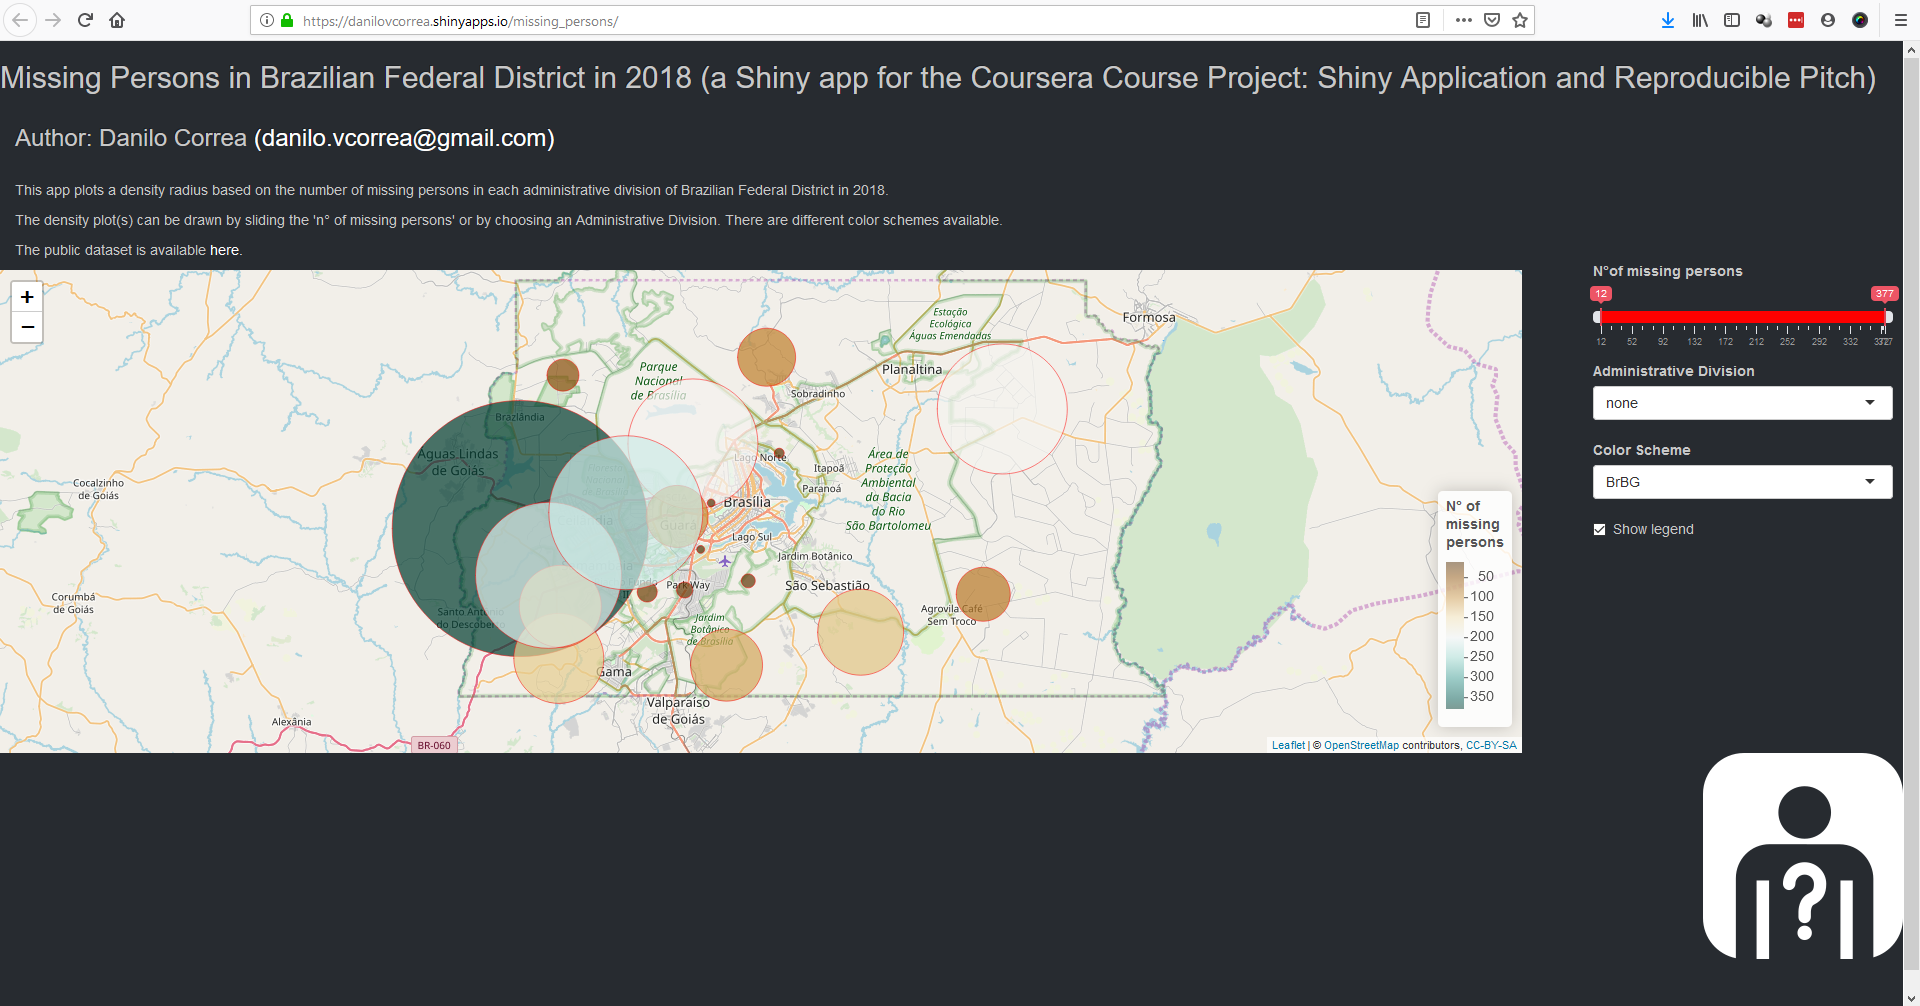 https://danilovcorrea.shinyapps.io/missing_persons/
Missing Persons in Brazilian Federal District in 2018 (a Shiny app for the Coursera Course Project: Shiny Application and Reproducible Pitch)
Author: Danilo Correa (danilo.vcorrea@gmail.com)
This app plots a density radius based on the number of missing persons in each administrative division of Brazilian Federal District in 2018.
The density plot(s) can be drawn by sliding the 'n° of missing persons' or by choosing an Administrative Division. There are different color schemes available.
The public dataset is available here.
+
−
Estação
Ecológica
Águas Emendadas
Formosa
Parque
Nacional
de Brasília
Planaltina
Sobradinho
Brazlândia
Águas Lindas
de Goiás
Lago Norte
Itapoã
Paranoá
Área de
Proteção
Ambiental
da Bacia
do Rio
São Bartolomeu
Cocalzinho
de Goiás
Brasília
Guará
Lago Sul
Jardim Botânico
Park Way
São Sebastião
Corumbá
de Goiás
Santo Antônio
do Descoberto
Agrovila Café
Sem Troco
Jardim
Botânico
de Brasília
Gama
Valparaíso
de Goiás
Alexânia
BR-060
N° of
missing
persons
50
100
150
200
250
300
350
Leaflet | © OpenStreetMap contributors, CC-BY-SA
N°of missing persons
12
377
12 52 92 132 172 212 252 292 332
Administrative Division
none
Color Scheme
BrBG
Show legend
?